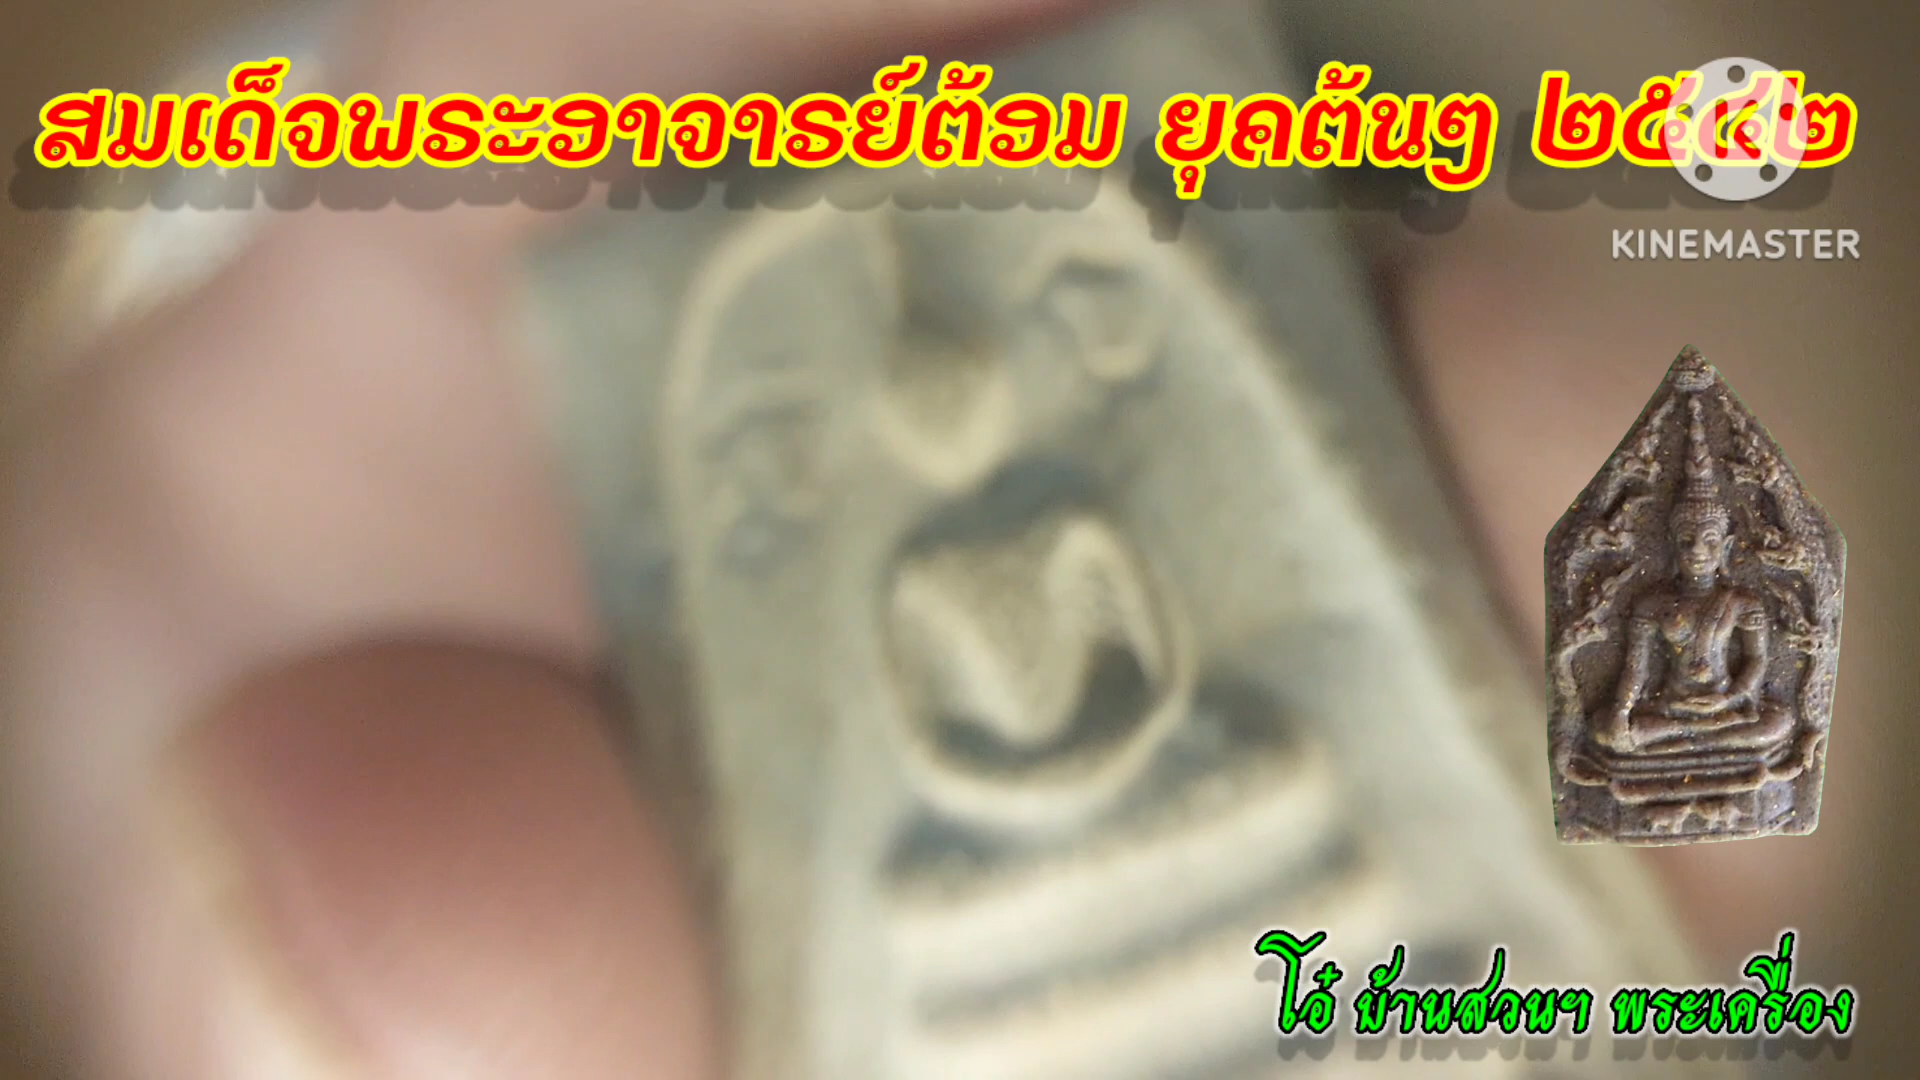 สมเด็จพระอาจารย์ต้อม ยุคต้นๆ ๒๕๔๒
KINEMASTER
โอ๋ บ้านสวนฯ พระเครื่อง